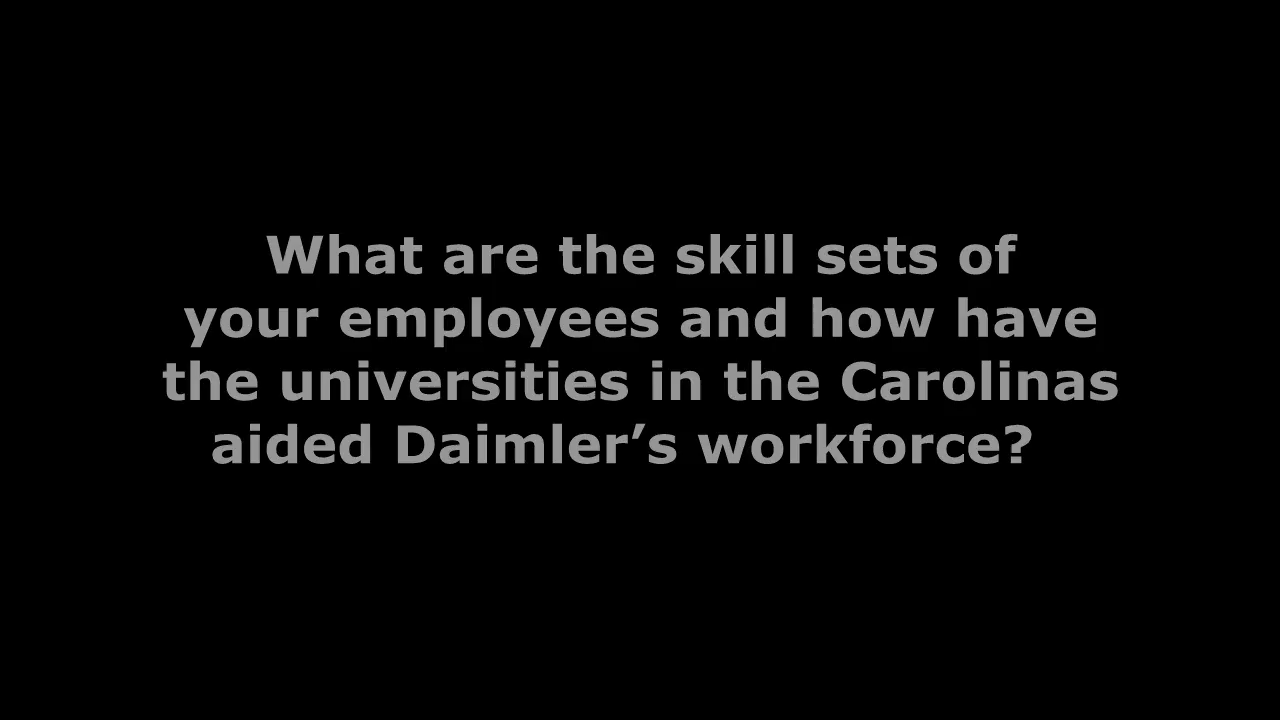 What are the skill sets of
your employees and how have
the universities in the Carolinas
aided Daimler’s workforce?